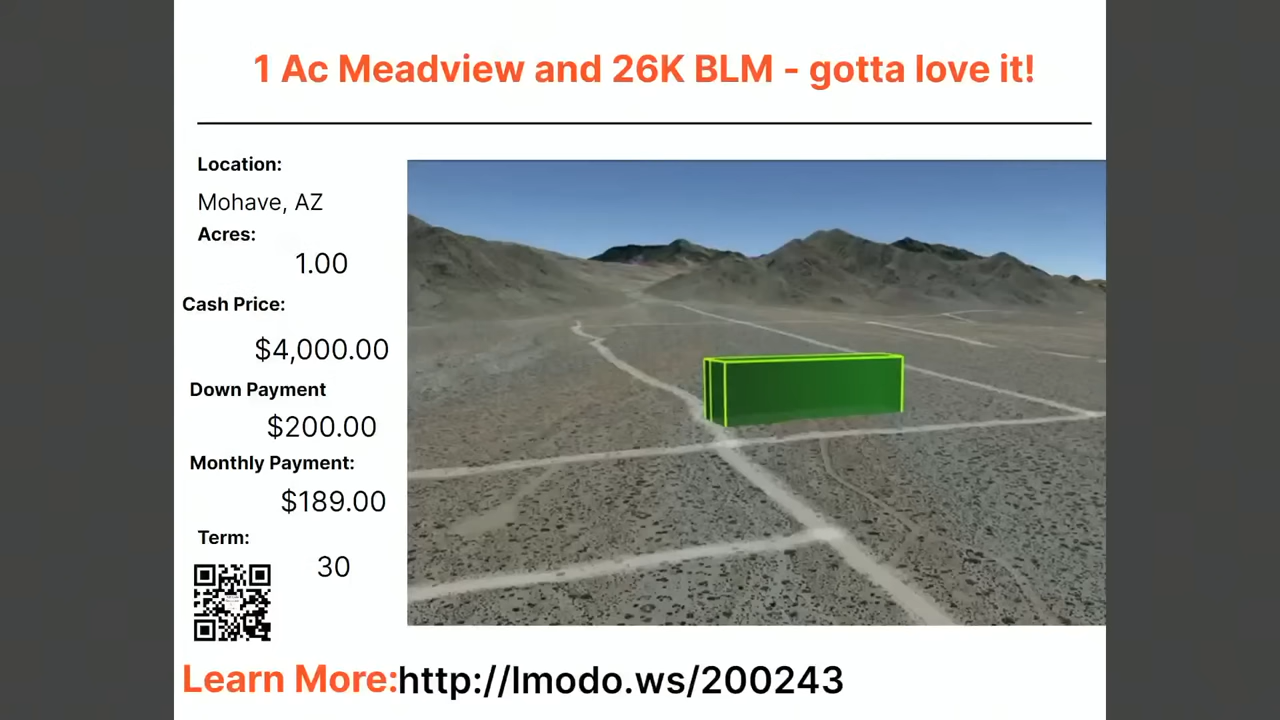 1 Ac Meadview and 26K BLM - gotta love it!
Location:
Mohave, AZ
Acres:
1.00
Cash Price:
$4,000.00
Down Payment
$200.00
Monthly Payment:
$189.00
Term:
30
Learn More:http://lmodo.ws/200243